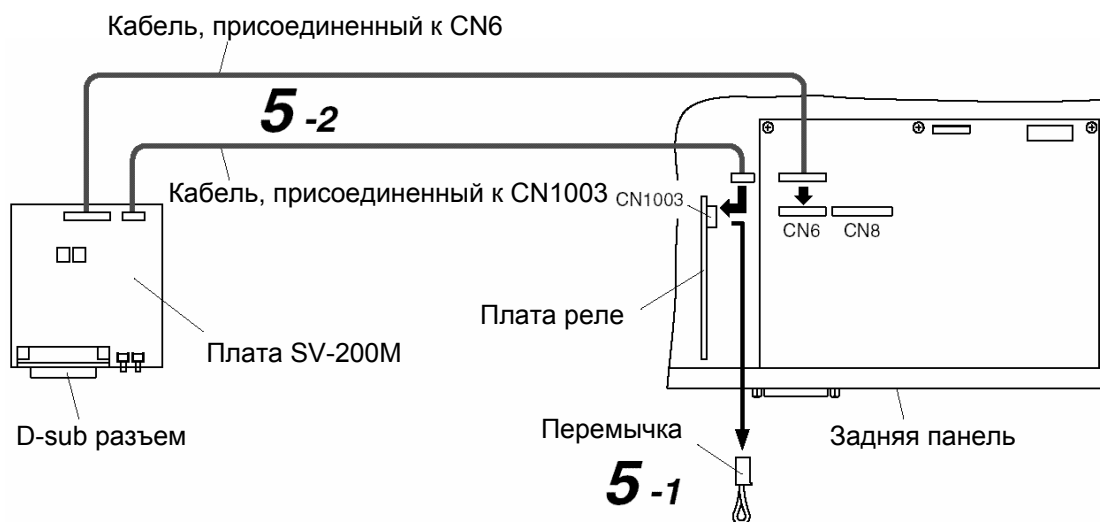 Кабель, присоединенный к CN6
5 -2
Кабель, присоединенный к CN1003
CN1003
CN6
CN8
Плата реле
Плата SV-200M
D-sub разъем
Перемычка
Задняя панель
5 -1